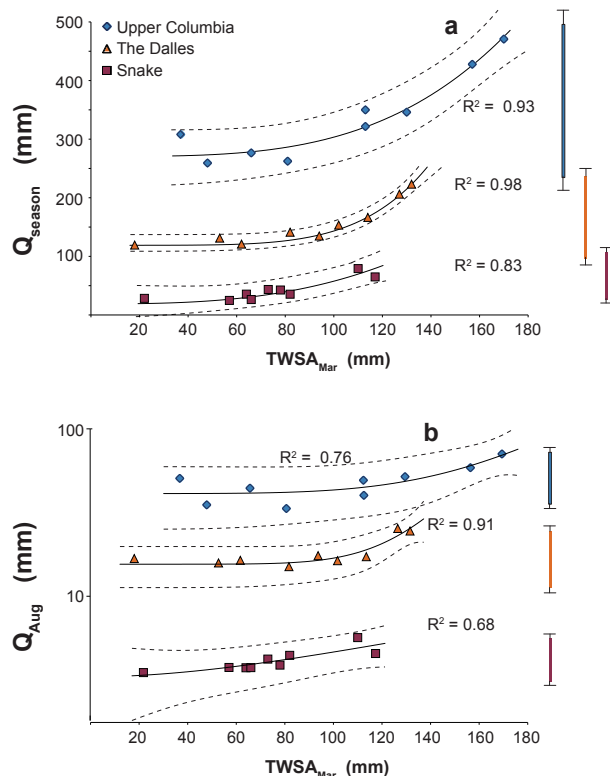 a
Upper Columbia
The Dalles
Snake
500
400
300
200
100
Q_season (mm)
R² = 0.93
R² = 0.98
R² = 0.83
20 40 60 80 100 120 140 160 180
TWSA_Mar (mm)
b
100
10
Q_Aug (mm)
R² = 0.76
R² = 0.91
R² = 0.68
20 40 60 80 100 120 140 160 180
TWSA_Mar (mm)